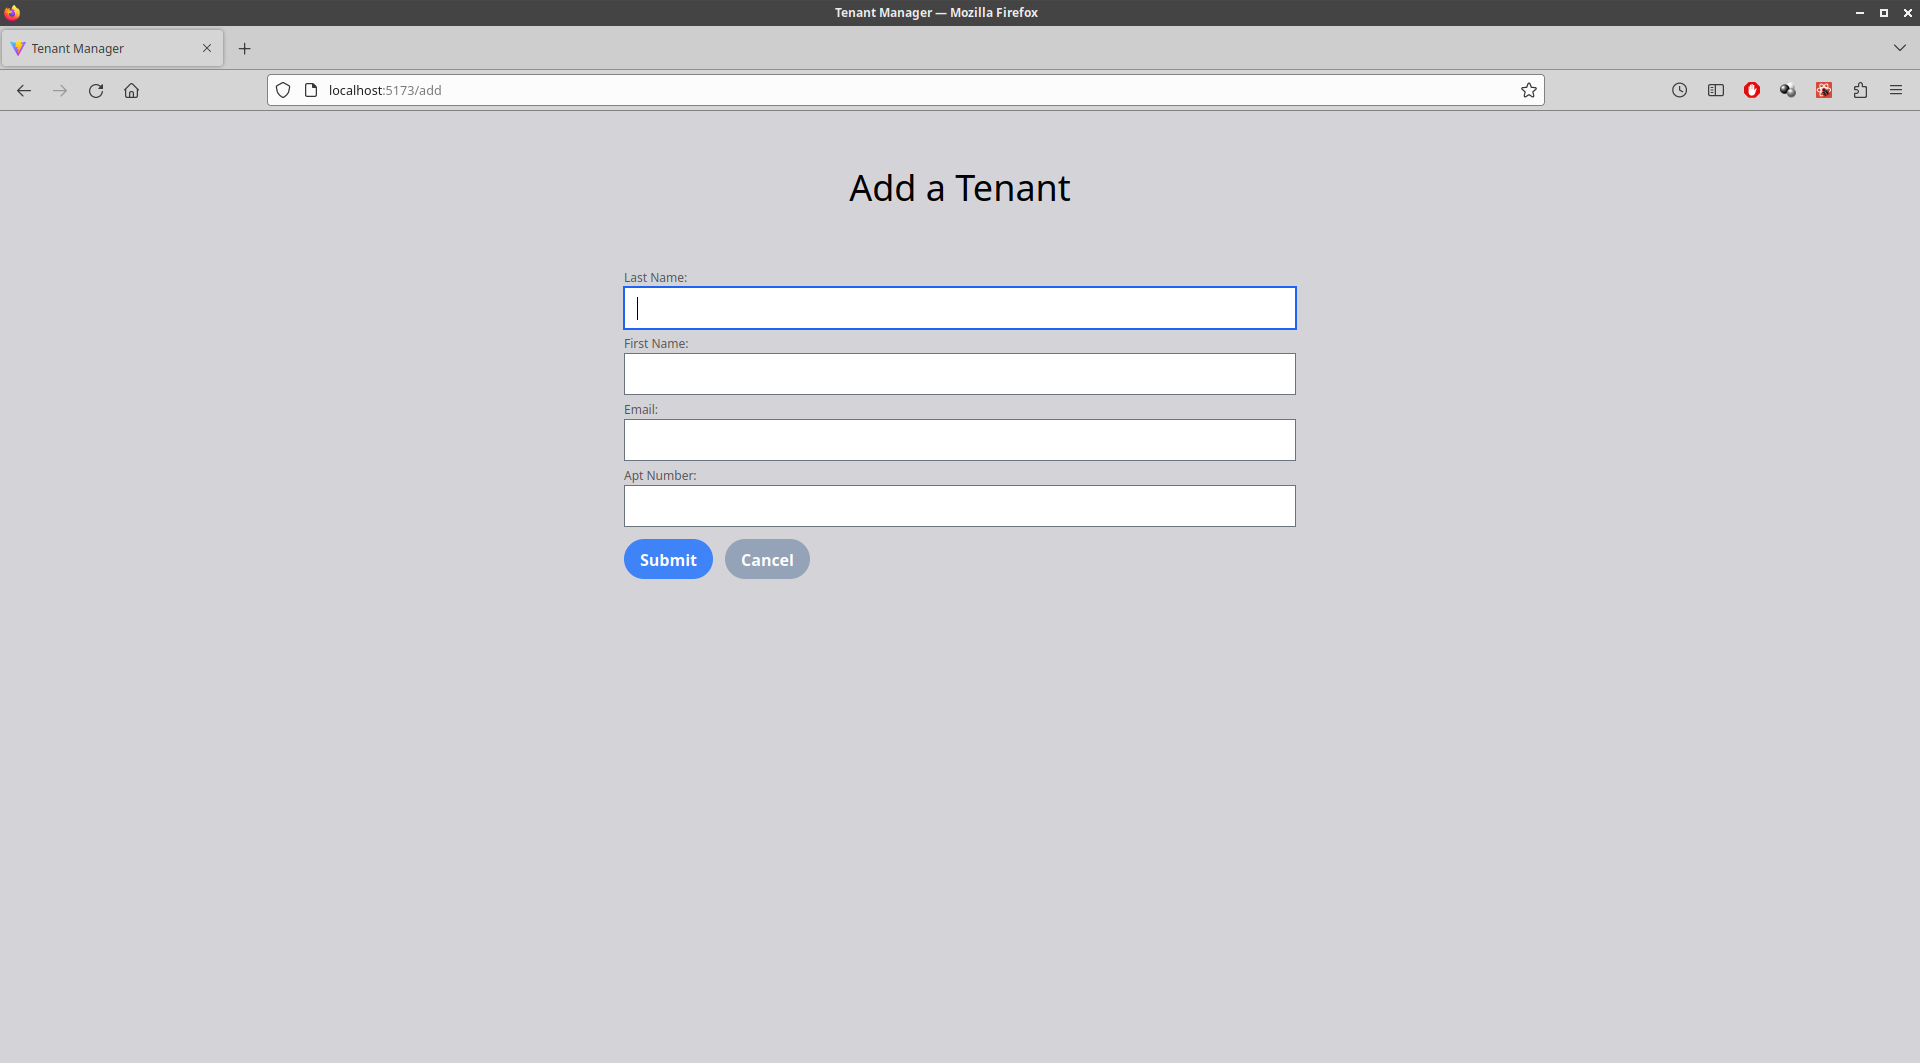 Tenant Manager — Mozilla Firefox
Tenant Manager
localhost:5173/add
Add a Tenant
Last Name:
First Name:
Email:
Apt Number:
Submit Cancel